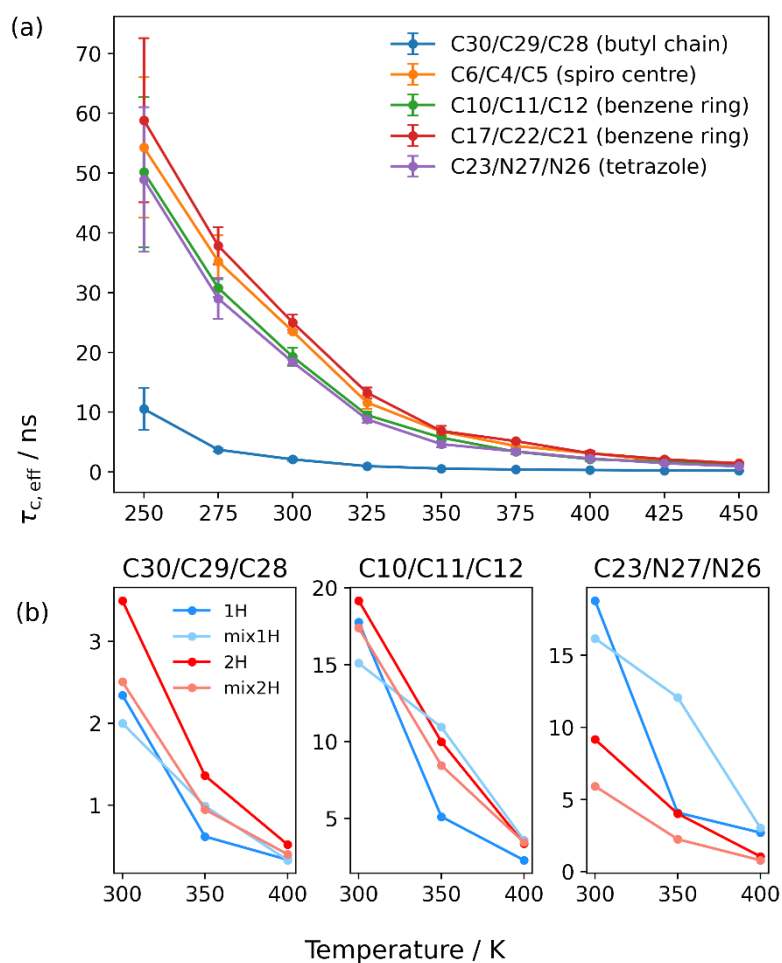 (a)
70
60
50
40
30
20
10
0
τc, eff / ns
C30/C29/C28 (butyl chain)
C6/C4/C5 (spiro centre)
C10/C11/C12 (benzene ring)
C17/C22/C21 (benzene ring)
C23/N27/N26 (tetrazole)
250 275 300 325 350 375 400 425 450
(b)
C30/C29/C28
3
2
1
1H
mix1H
2H
mix2H
300 350 400
C10/C11/C12
20
15
10
5
300 350 400
C23/N27/N26
15
10
5
0
300 350 400
Temperature / K